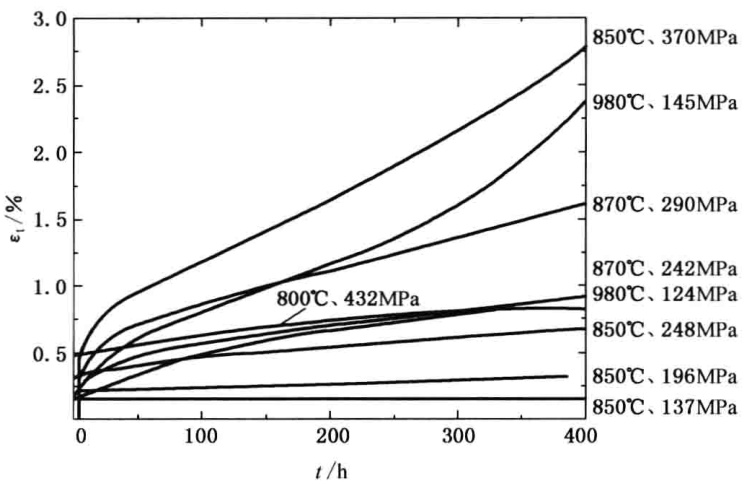 3.0
2.5
2.0
1.5
1.0
0.5
εt/%
0
100
200
300
400
t/h
850℃、370MPa
980℃、145MPa
870℃、290MPa
870℃、242MPa
980℃、124MPa
800℃、432MPa
850℃、248MPa
850℃、196MPa
850℃、137MPa